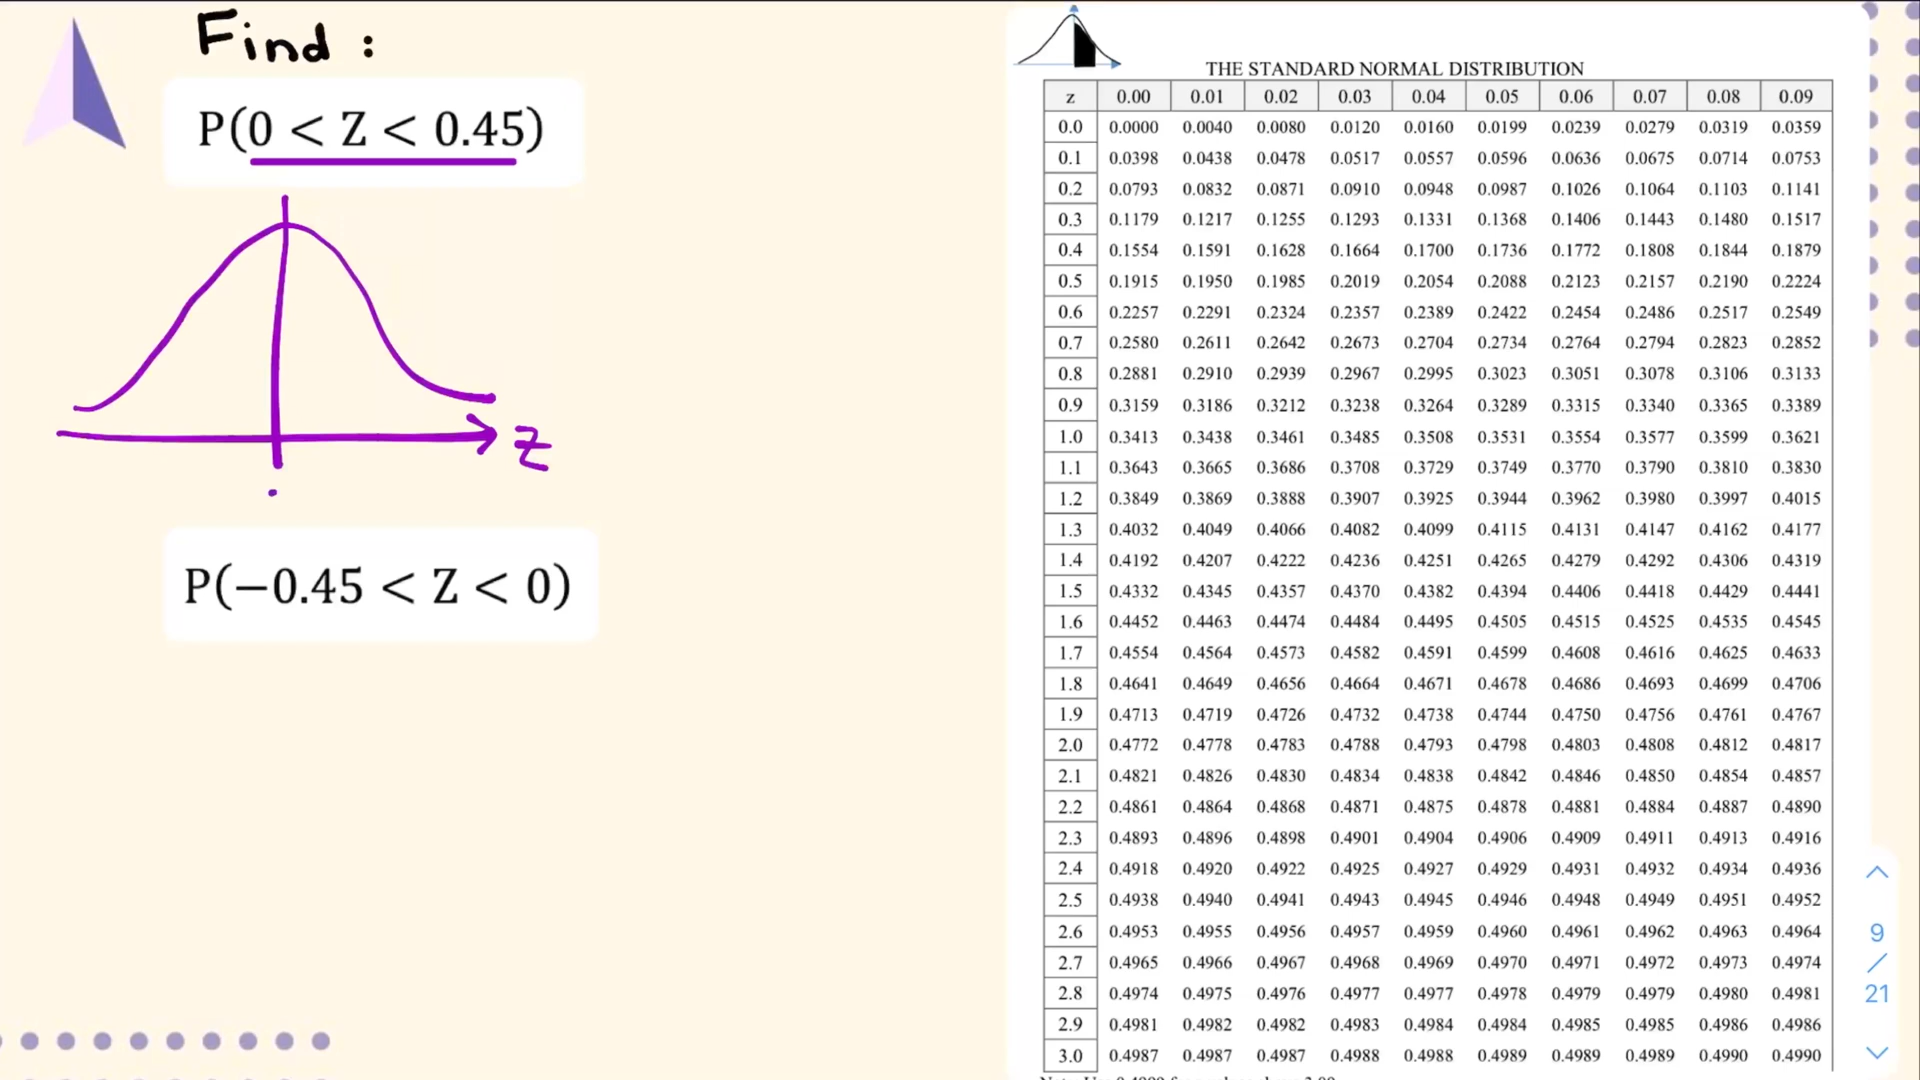 Find :
P(0 < Z < 0.45)
Z
P(−0.45 < Z < 0)
THE STANDARD NORMAL DISTRIBUTION
z 0.00 0.01 0.02 0.03 0.04 0.05 0.06 0.07 0.08 0.09
0.0 0.0000 0.0040 0.0080 0.0120 0.0160 0.0199 0.0239 0.0279 0.0319 0.0359
0.1 0.0398 0.0438 0.0478 0.0517 0.0557 0.0596 0.0636 0.0675 0.0714 0.0753
0.2 0.0793 0.0832 0.0871 0.0910 0.0948 0.0987 0.1026 0.1064 0.1103 0.1141
0.3 0.1179 0.1217 0.1255 0.1293 0.1331 0.1368 0.1406 0.1443 0.1480 0.1517
0.4 0.1554 0.1591 0.1628 0.1664 0.1700 0.1736 0.1772 0.1808 0.1844 0.1879
0.5 0.1915 0.1950 0.1985 0.2019 0.2054 0.2088 0.2123 0.2157 0.2190 0.2224
0.6 0.2257 0.2291 0.2324 0.2357 0.2389 0.2422 0.2454 0.2486 0.2517 0.2549
0.7 0.2580 0.2611 0.2642 0.2673 0.2704 0.2734 0.2764 0.2794 0.2823 0.2852
0.8 0.2881 0.2910 0.2939 0.2967 0.2995 0.3023 0.3051 0.3078 0.3106 0.3133
0.9 0.3159 0.3186 0.3212 0.3238 0.3264 0.3289 0.3315 0.3340 0.3365 0.3389
1.0 0.3413 0.3438 0.3461 0.3485 0.3508 0.3531 0.3554 0.3577 0.3599 0.3621
1.1 0.3643 0.3665 0.3686 0.3708 0.3729 0.3749 0.3770 0.3790 0.3810 0.3830
1.2 0.3849 0.3869 0.3888 0.3907 0.3925 0.3944 0.3962 0.3980 0.3997 0.4015
1.3 0.4032 0.4049 0.4066 0.4082 0.4099 0.4115 0.4131 0.4147 0.4162 0.4177
1.4 0.4192 0.4207 0.4222 0.4236 0.4251 0.4265 0.4279 0.4292 0.4306 0.4319
1.5 0.4332 0.4345 0.4357 0.4370 0.4382 0.4394 0.4406 0.4418 0.4429 0.4441
1.6 0.4452 0.4463 0.4474 0.4484 0.4495 0.4505 0.4515 0.4525 0.4535 0.4545
1.7 0.4554 0.4564 0.4573 0.4582 0.4591 0.4599 0.4608 0.4616 0.4625 0.4633
1.8 0.4641 0.4649 0.4656 0.4664 0.4671 0.4678 0.4686 0.4693 0.4699 0.4706
1.9 0.4713 0.4719 0.4726 0.4732 0.4738 0.4744 0.4750 0.4756 0.4761 0.4767
2.0 0.4772 0.4778 0.4783 0.4788 0.4793 0.4798 0.4803 0.4808 0.4812 0.4817
2.1 0.4821 0.4826 0.4830 0.4834 0.4838 0.4842 0.4846 0.4850 0.4854 0.4857
2.2 0.4861 0.4864 0.4868 0.4871 0.4875 0.4878 0.4881 0.4884 0.4887 0.4890
2.3 0.4893 0.4896 0.4898 0.4901 0.4904 0.4906 0.4909 0.4911 0.4913 0.4916
2.4 0.4918 0.4920 0.4922 0.4925 0.4927 0.4929 0.4931 0.4932 0.4934 0.4936
2.5 0.4938 0.4940 0.4941 0.4943 0.4945 0.4946 0.4948 0.4949 0.4951 0.4952
2.6 0.4953 0.4955 0.4956 0.4957 0.4959 0.4960 0.4961 0.4962 0.4963 0.4964
2.7 0.4965 0.4966 0.4967 0.4968 0.4969 0.4970 0.4971 0.4972 0.4973 0.4974
2.8 0.4974 0.4975 0.4976 0.4977 0.4977 0.4978 0.4979 0.4979 0.4980 0.4981
2.9 0.4981 0.4982 0.4982 0.4983 0.4984 0.4984 0.4985 0.4985 0.4986 0.4986
3.0 0.4987 0.4987 0.4987 0.4988 0.4988 0.4989 0.4989 0.4989 0.4990 0.4990
9
/
21